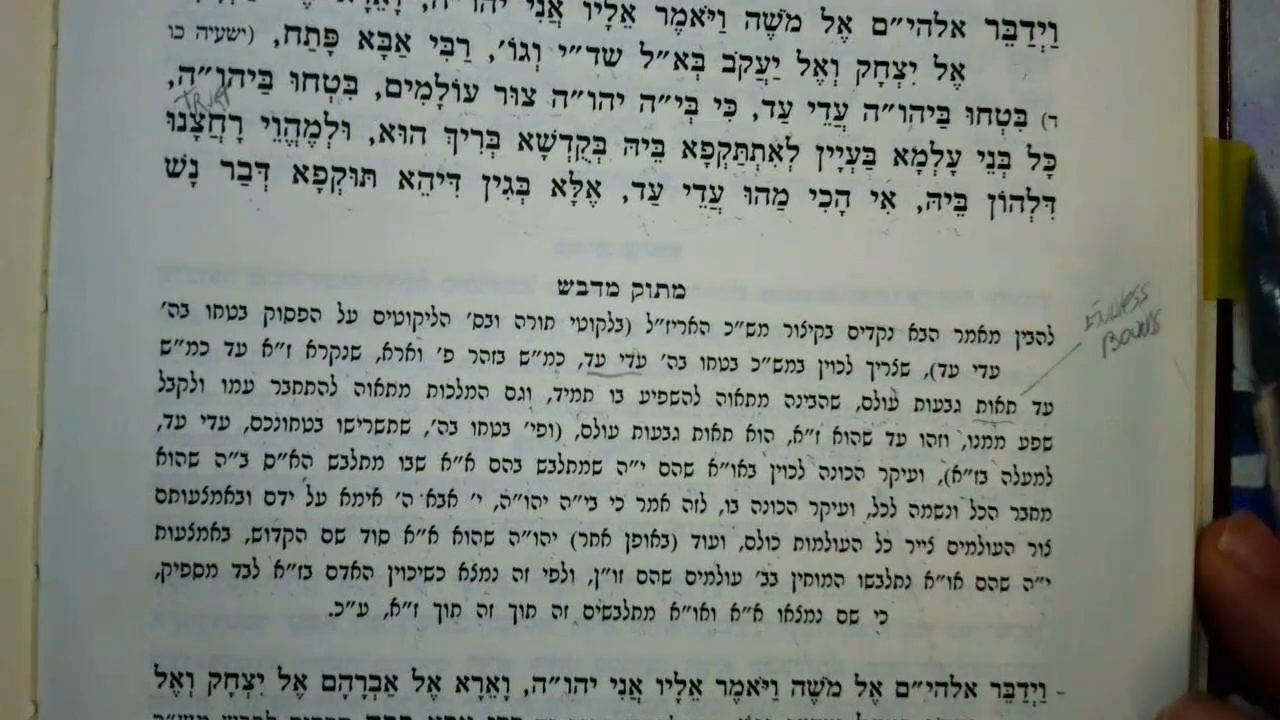 וַיְדַבֵּר אלהי״ם אֶל מֹשֶׁה וַיֹּאמֶר אֵלָיו אֲנִי יהו״ה,
אֶל יִצְחָק וְאֶל יַעֲקֹב בְּא״ל שד״י וְגוֹ׳, רַבִּי אַבָּא פָּתַח, (ישעיה כו
ד) בִּטְחוּ בַּיהו״ה עֲדֵי עַד, כִּי בְּי״ה יהו״ה צוּר עוֹלָמִים, בִּטְחוּ בַּיהו״ה,
TRUST
כָּל בְּנֵי עָלְמָא בַּעְיָין לְאִתְתַּקְפָא בֵּיהּ בְּקֻדְשָׁא בְּרִיךְ הוּא, וּלְמֶהֱוֵי רָחֲצָנוּ
דִּלְהוֹן בֵּיהּ, אִי הָכִי מַהוּ עֲדֵי עַד, אֶלָּא בְּגִין דִּיהֵא תּוּקְפָא דְּבַר נָשׁ
מתוק מדבש
להבין מאמר הבא נקדים בקיצור מש״כ האריז״ל (בלקוטי תורה ובס׳ הליקוטים על הפסוק בטחו בה׳
עדי עד), שצריך לכוין במש״כ בטחו בה׳ עדי עד, כמ״ש בזהר פ׳ וארא, שנקרא ז״א עד כמ״ש
ENDLESS
BOUNDS
עד תאות גבעות עולם, שהבינה מתאוה להשפיע בו תמיד, וגם המלכות מתאוה להתחבר עמו ולקבל
שפע ממנו, וזהו עד שהוא ז״א, הוא תאות גבעות עולם, (ופי׳ בטחו בה׳, שתשרישו בטחונכם, עדי עד,
למעלה בז״א), ועיקר הכונה לכוין באו״א שהם י״ה שמתלבש בהם א״א שבו מתלבש הא״ס ב״ה שהוא
מחבר הכל ונשמה לכל, ועיקר הכונה בו, לזה אמר כי בי״ה יהו״ה, י׳ אבא ה׳ אימא על ידם ובאמצעותם
צור העולמים צייר כל העולמות כולם, ועוד (באופן אחר) יהו״ה שהוא א״א סוד שם הקדוש, באמצעות
י״ה שהם או״א נתלבשו המוחין בב׳ עולמים שהם זו״ן, ולפי זה נמצא כשיכוין האדם בז״א לבד מספיק,
כי שם נמצאו א״א ואו״א מתלבשים זה תוך זה תוך ז״א, ע״כ.
וַיְדַבֵּר אלהי״ם אֶל מֹשֶׁה וַיֹּאמֶר אֵלָיו אֲנִי יהו״ה, וָאֵרָא אֶל אַבְרָהָם אֶל יִצְחָק וְאֶל